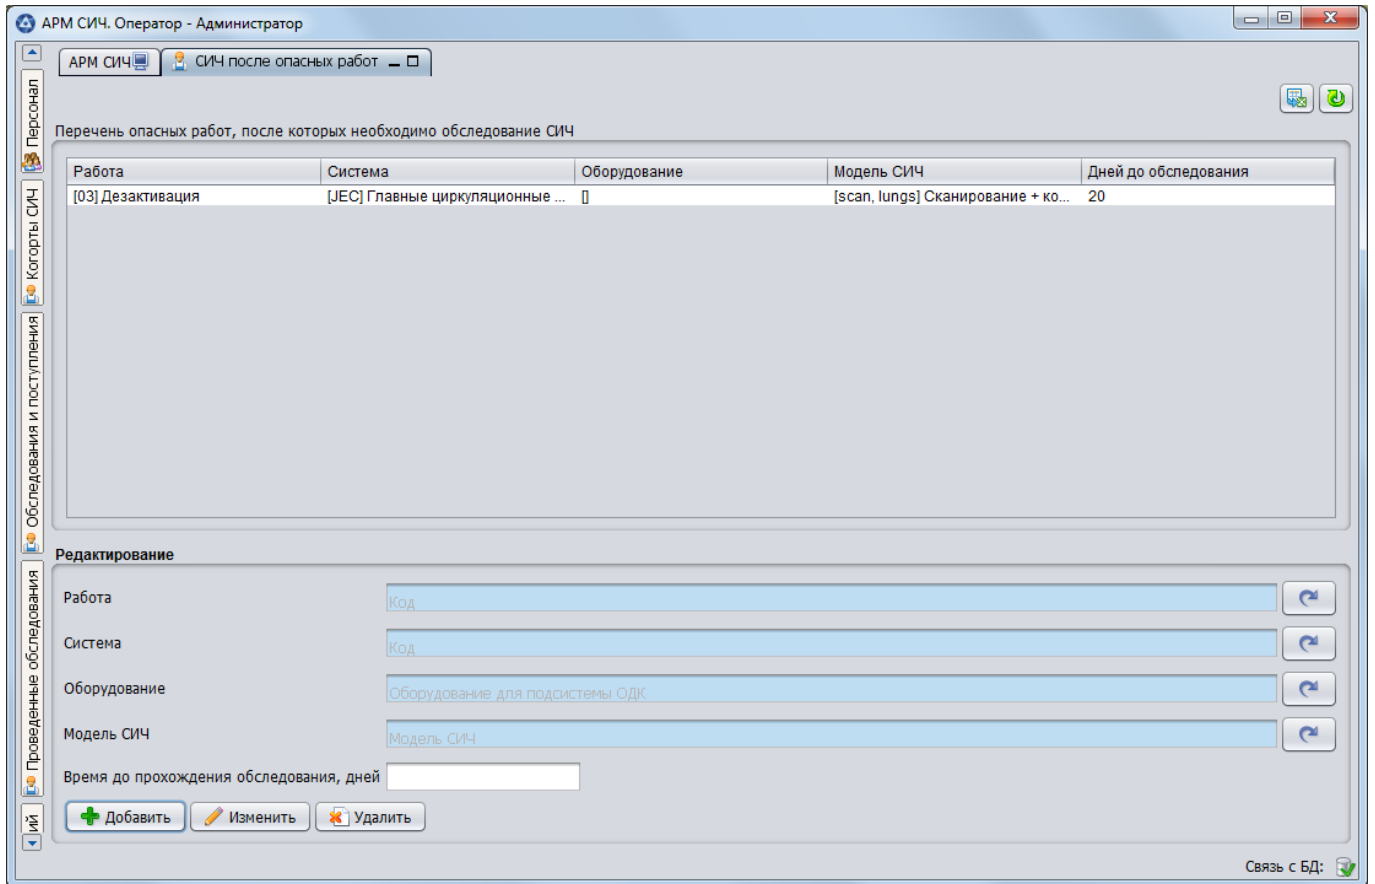 АРМ СИЧ. Оператор - Администратор
АРМ СИЧ
СИЧ после опасных работ
Персонал
Когорты СИЧ
Обследования и поступления
Проведенные обследования
ий
Перечень опасных работ, после которых необходимо обследование СИЧ
Работа Система Оборудование Модель СИЧ Дней до обследования
[03] Дезактивация [JEC] Главные циркуляционные ... [] [scan, lungs] Сканирование + ко... 20
Редактирование
Работа Код
Система Код
Оборудование Оборудование для подсистемы ОДК
Модель СИЧ Модель СИЧ
Время до прохождения обследования, дней
Добавить Изменить Удалить
Связь с БД: